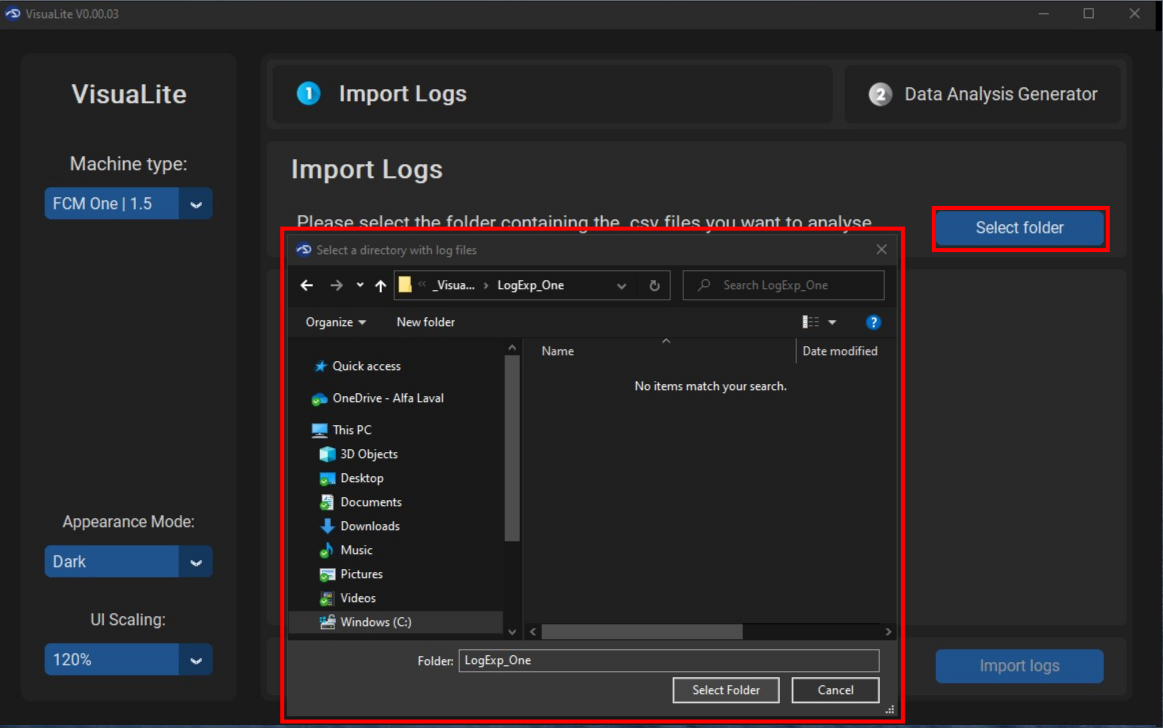 VisuaLite V0.00.03
VisuaLite
Machine type:
FCM One | 1.5
Appearance Mode:
Dark
UI Scaling:
120%
1 Import Logs
2 Data Analysis Generator
Import Logs
Please select the folder containing the .csv files you want to analyse
Select folder
Select a directory with log files
« _Visua... › LogExp_One
Search LogExp_One
Organize
New folder
?
Quick access
OneDrive - Alfa Laval
This PC
3D Objects
Desktop
Documents
Downloads
Music
Pictures
Videos
Windows (C:)
Name
Date modified
No items match your search.
Folder: LogExp_One
Select Folder
Cancel
Import logs